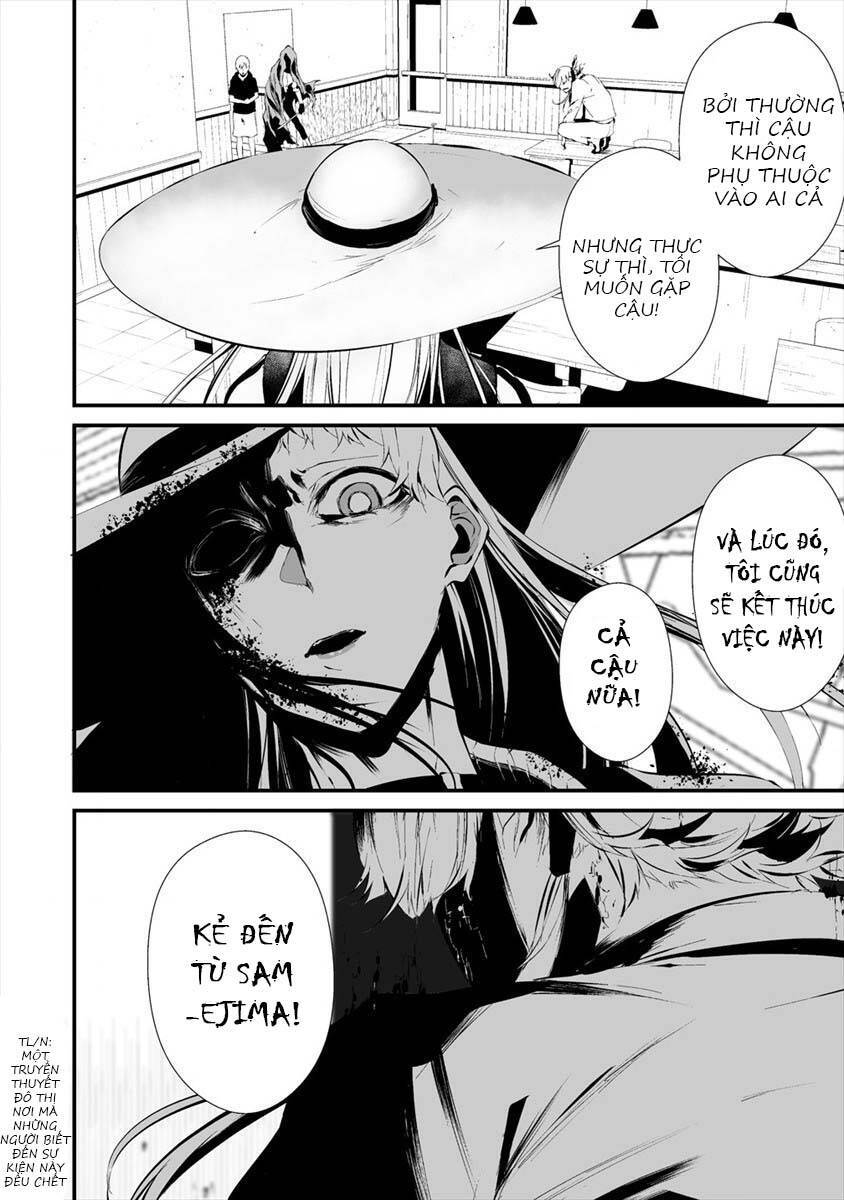 BỞI THƯỜNG
THÌ CẬU
KHÔNG
PHỤ THUỘC
VÀO AI CẢ
NHƯNG THỰC
SỰ THÌ, TÔI
MUỐN GẶP
CẬU!
VÀ LÚC ĐÓ,
TÔI CŨNG
SẼ KẾT THÚC
VIỆC NÀY!
CẢ
CẬU
NỮA!
KẺ ĐẾN
TỪ SAM
-EJIMA!
TL/N:
MỘT
TRUYỀN
THUYẾT
ĐÔ THỊ
NƠI MÀ
NHỮNG
NGƯỜI BIẾT
ĐẾN SỰ
KIỆN NÀY
ĐỀU CHẾT